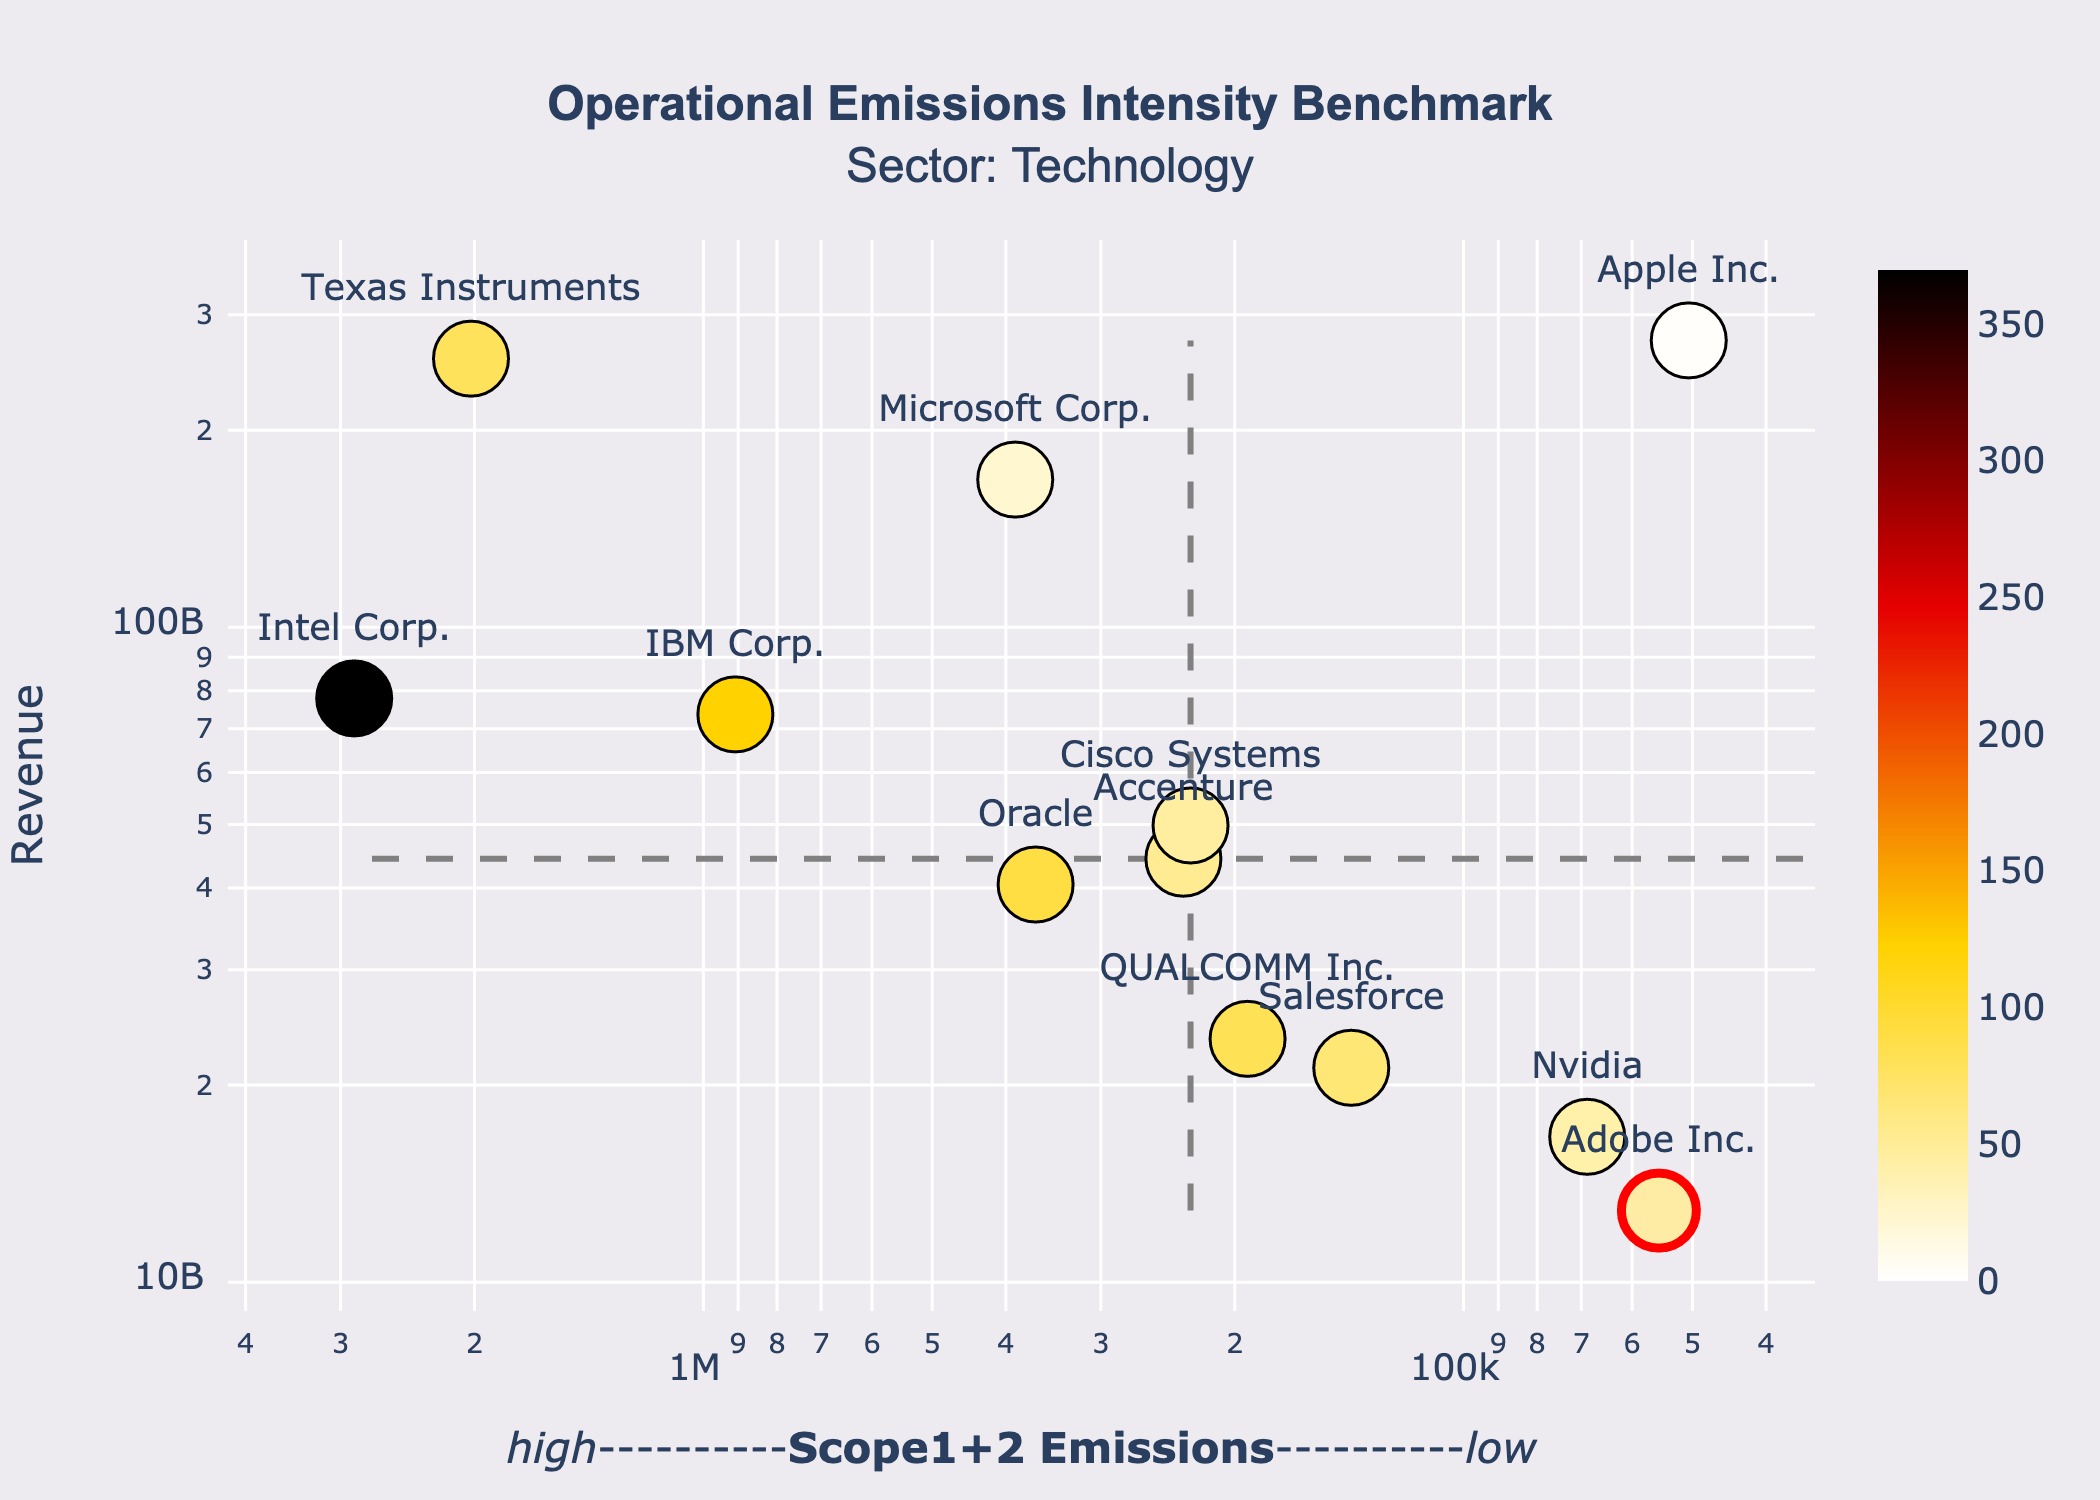 Operational Emissions Intensity Benchmark
Sector: Technology
Apple Inc.
Texas Instruments
Microsoft Corp.
Intel Corp.
IBM Corp.
Cisco Systems
Accenture
Oracle
QUALCOMM Inc.
Salesforce
Nvidia
Adobe Inc.
Revenue
3
2
100B
9
8
7
6
5
4
3
2
10B
4 3 2 9 8 7 6 5 4 3 2 9 8 7 6 5 4
1M 100k
high----------Scope1+2 Emissions----------low
350
300
250
200
150
100
50
0